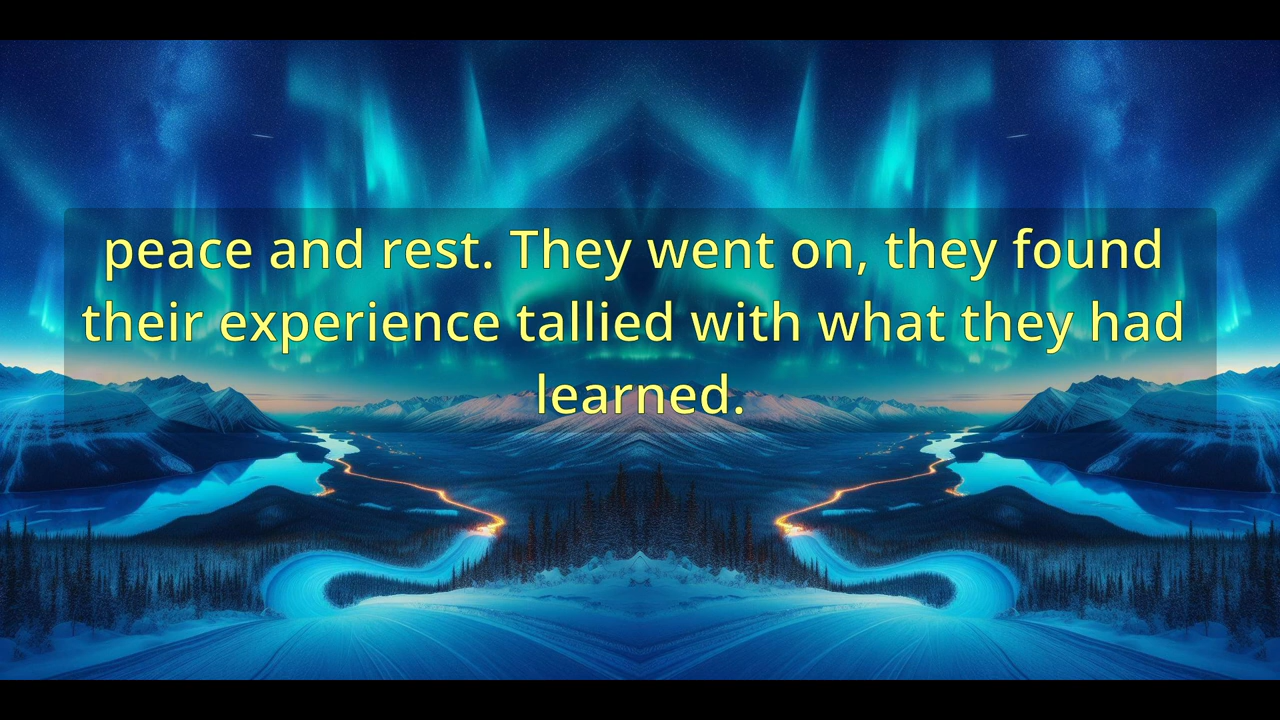 peace and rest. They went on, they found
their experience tallied with what they had
learned.